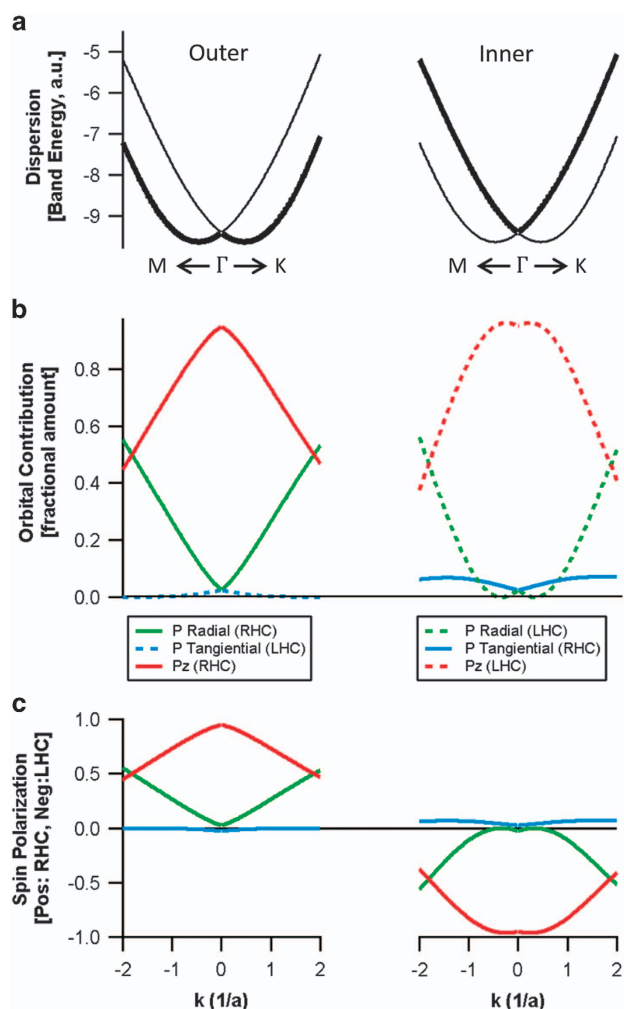 a
Outer
Inner
Dispersion
[Band Energy, a.u.]
-5
-6
-7
-8
-9
M ← Γ → K
M ← Γ → K
b
Orbital Contribution
[fractional amount]
0.8
0.6
0.4
0.2
0.0
P Radial (RHC)
P Tangiential (LHC)
Pz (RHC)
P Radial (LHC)
P Tangiential (RHC)
Pz (LHC)
c
Spin Polarization
[Pos: RHC, Neg:LHC]
1.0
0.5
0.0
-0.5
-1.0
-2 -1 0 1 2
k (1/a)
-2 -1 0 1 2
k (1/a)